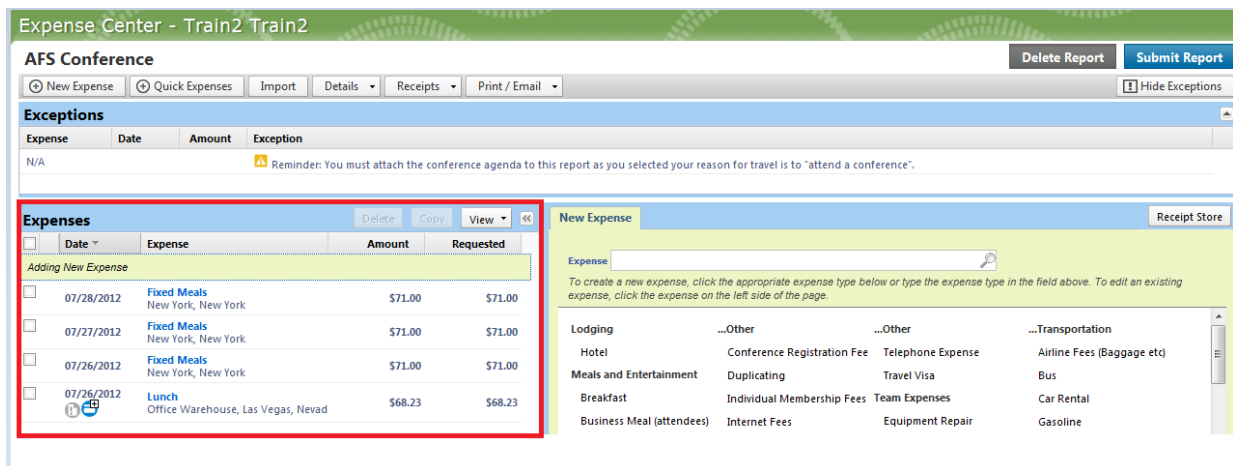 Expense Center - Train2 Train2
AFS Conference
Delete Report
Submit Report
New Expense
Quick Expenses
Import
Details
Receipts
Print / Email
Hide Exceptions
Exceptions
Expense Date Amount Exception
N/A Reminder: You must attach the conference agenda to this report as you selected your reason for travel is to "attend a conference".
Expenses
Delete
Copy
View
Date Expense Amount Requested
Adding New Expense
07/28/2012 Fixed Meals $71.00 $71.00
New York, New York
07/27/2012 Fixed Meals $71.00 $71.00
New York, New York
07/26/2012 Fixed Meals $71.00 $71.00
New York, New York
07/26/2012 Lunch $68.23 $68.23
Office Warehouse, Las Vegas, Nevad
New Expense
Receipt Store
Expense
To create a new expense, click the appropriate expense type below or type the expense type in the field above. To edit an existing
expense, click the expense on the left side of the page.
Lodging ...Other ...Other ...Transportation
Hotel Conference Registration Fee Telephone Expense Airline Fees (Baggage etc)
Meals and Entertainment Duplicating Travel Visa Bus
Breakfast Individual Membership Fees Team Expenses Car Rental
Business Meal (attendees) Internet Fees Equipment Repair Gasoline